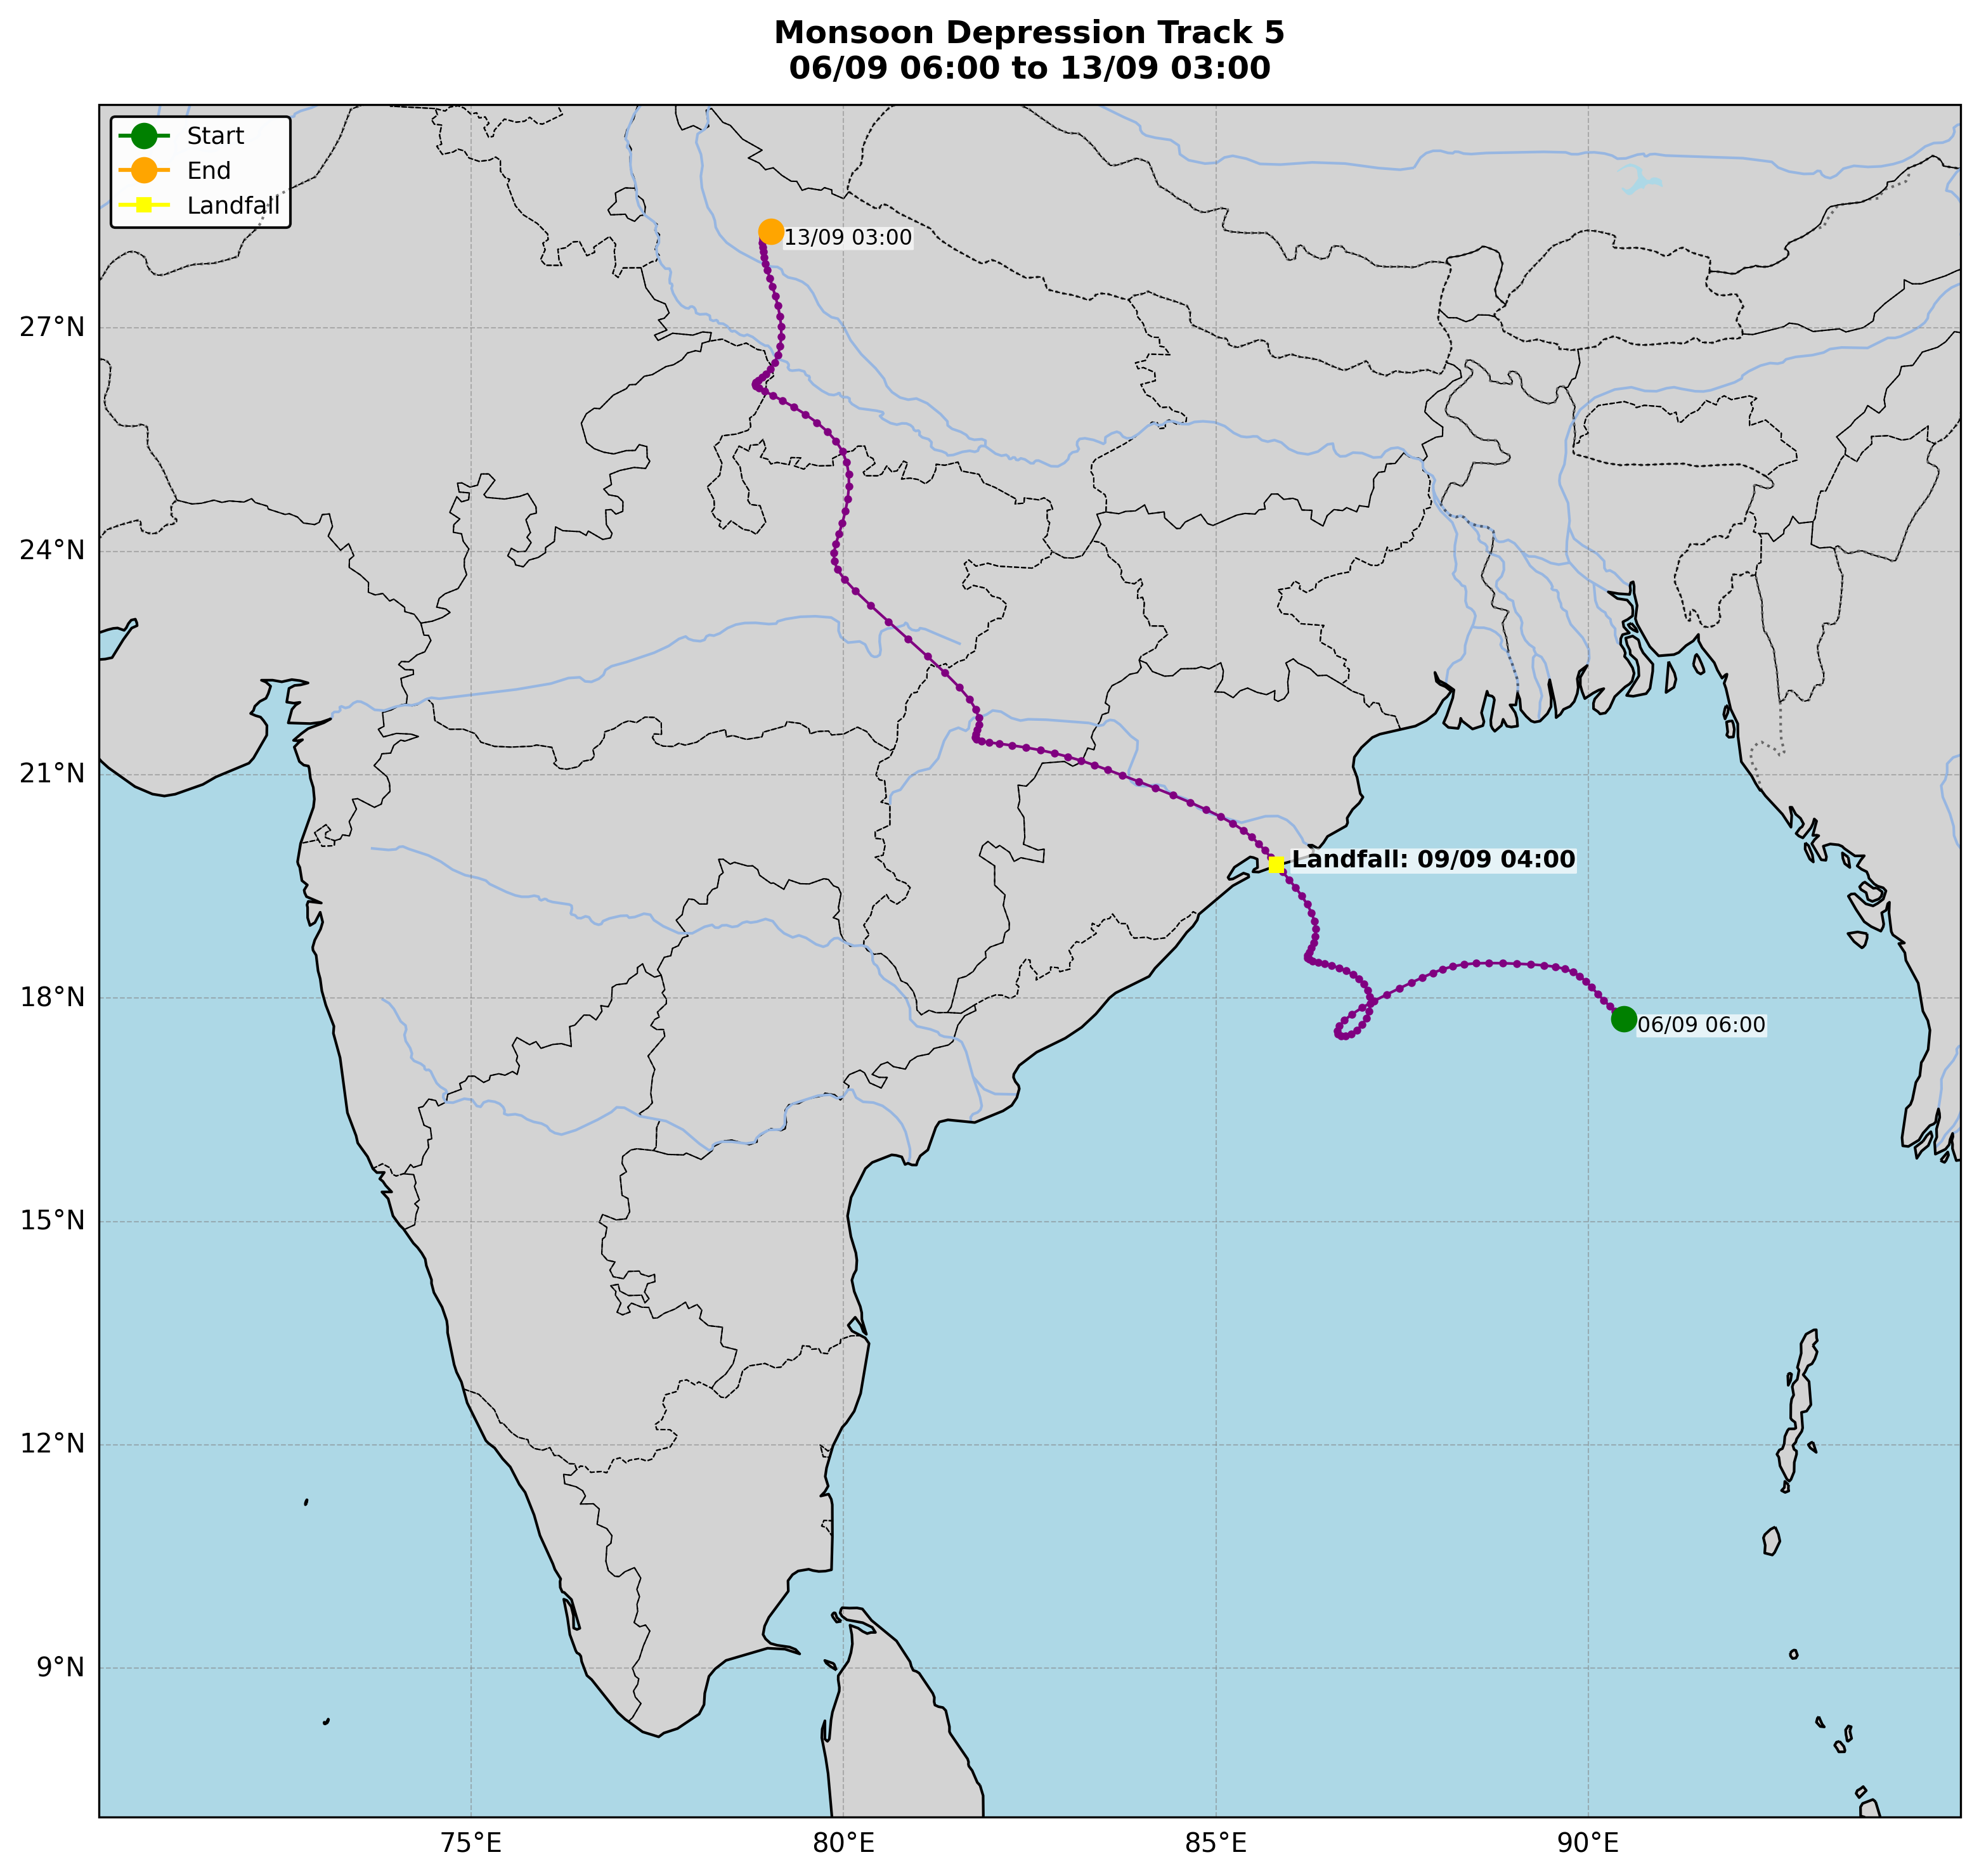 Monsoon Depression Track 5
06/09 06:00 to 13/09 03:00
Start
End
Landfall
13/09 03:00
27°N
24°N
21°N
Landfall: 09/09 04:00
18°N
06/09 06:00
15°N
12°N
9°N
75°E
80°E
85°E
90°E